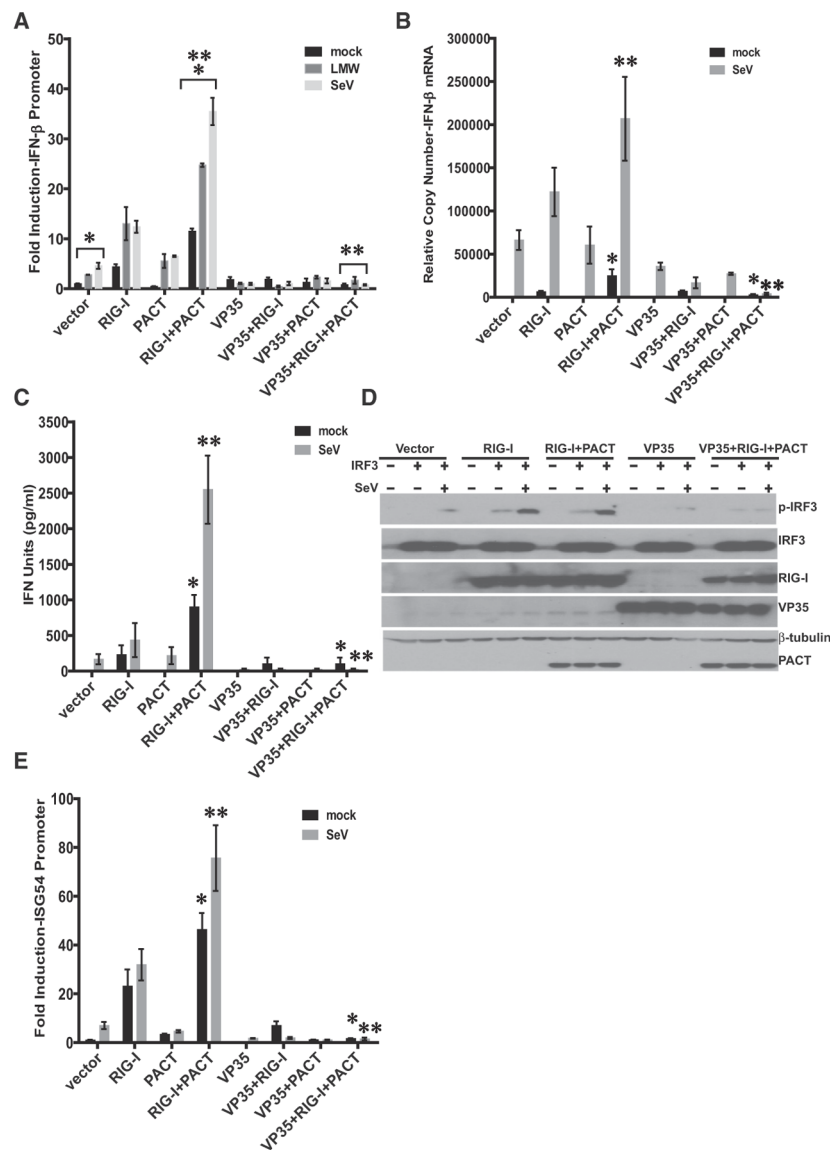 A
Fold Induction-IFN-β Promoter
50
40
30
20
10
0
mock
LMW
SeV
*
**
*
**
vector
RIG-I
PACT
RIG-I+PACT
VP35
VP35+RIG-I
VP35+PACT
VP35+RIG-I+PACT
B
Relative Copy Number-IFN-β mRNA
300000
250000
200000
150000
100000
50000
0
mock
SeV
*
**
*
**
vector
RIG-I
PACT
RIG-I+PACT
VP35
VP35+RIG-I
VP35+PACT
VP35+RIG-I+PACT
C
IFN Units (pg/ml)
3500
3000
2500
2000
1500
1000
500
0
mock
SeV
*
**
*
**
vector
RIG-I
PACT
RIG-I+PACT
VP35
VP35+RIG-I
VP35+PACT
VP35+RIG-I+PACT
D
Vector RIG-I RIG-I+PACT VP35 VP35+RIG-I+PACT
IRF3 – + + – + + – + + – + + – + +
SeV – – + – – + – – + – – + – – +
p-IRF3
IRF3
RIG-I
VP35
β-tubulin
PACT
E
Fold Induction-ISG54 Promoter
100
80
60
40
20
0
mock
SeV
*
**
*
**
vector
RIG-I
PACT
RIG-I+PACT
VP35
VP35+RIG-I
VP35+PACT
VP35+RIG-I+PACT